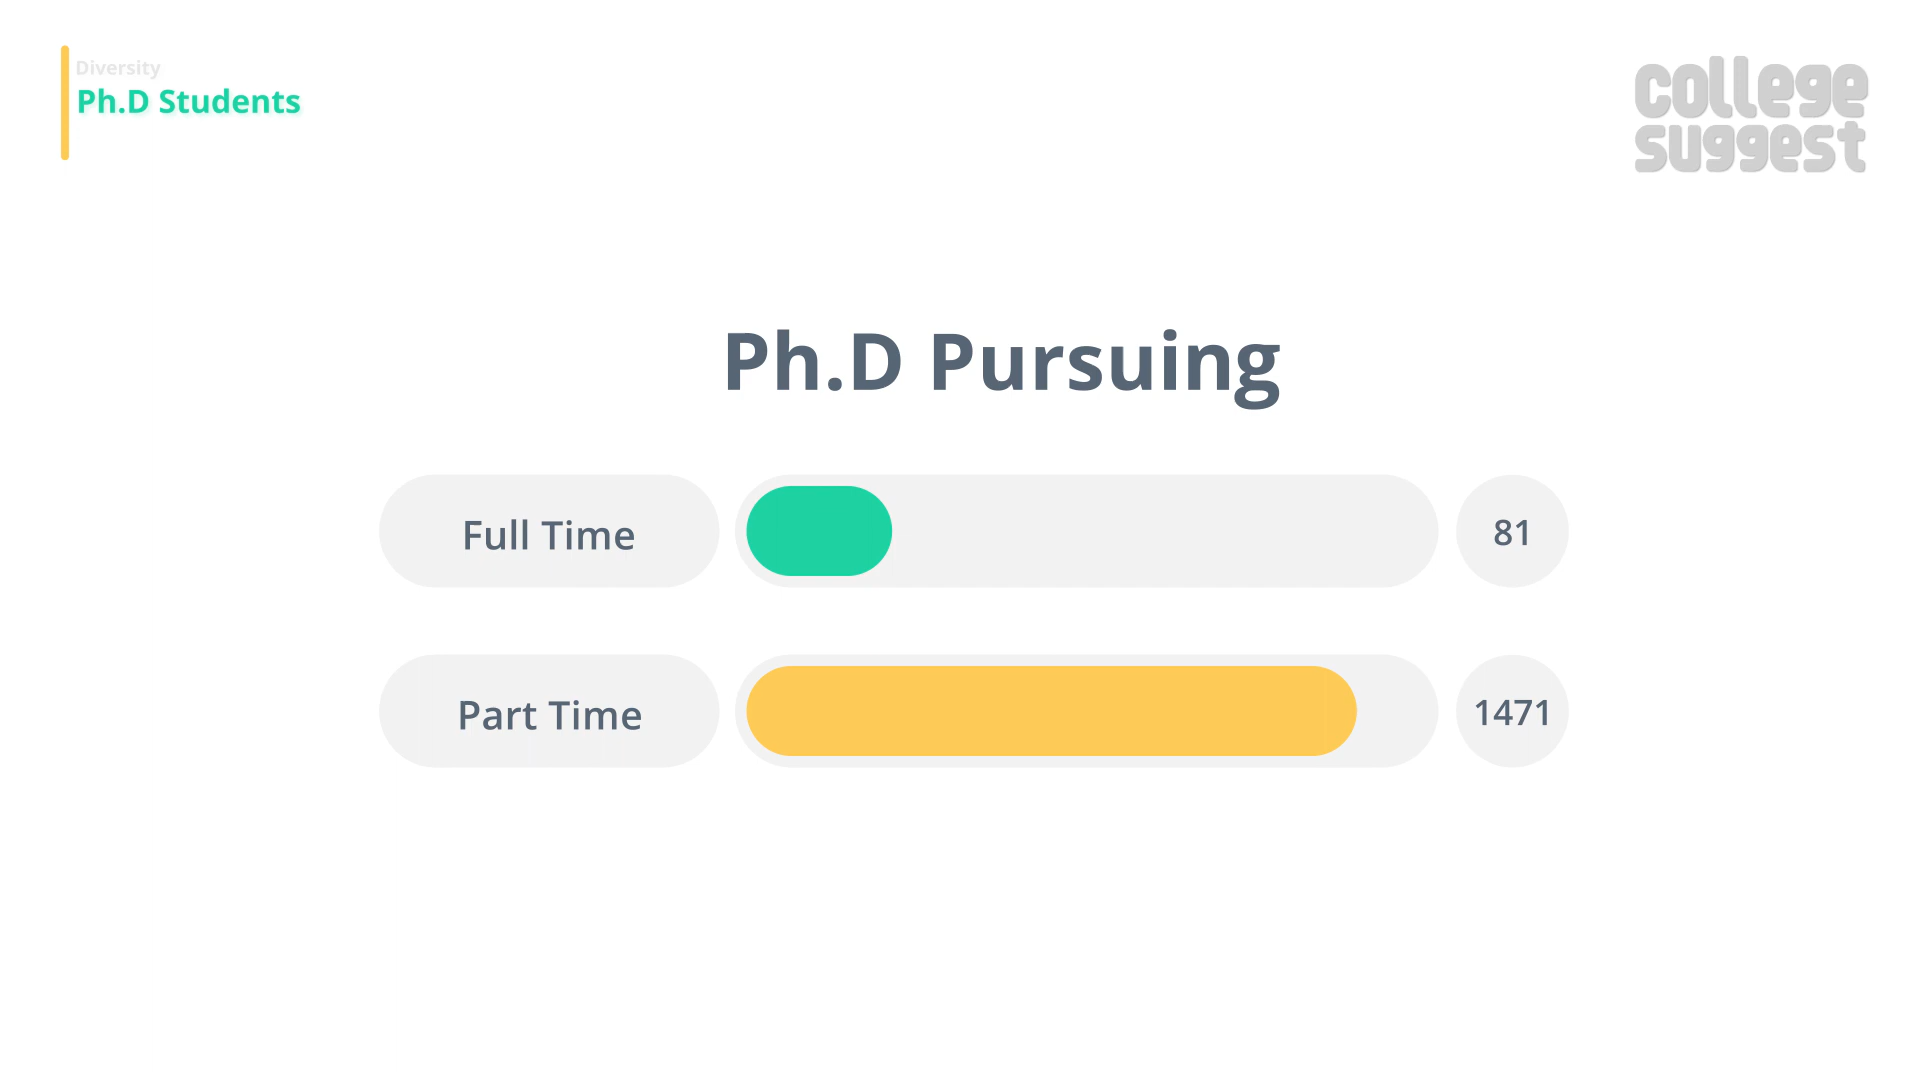 Diversity
Ph.D Students
college
suggest
Ph.D Pursuing
Full Time
81
Part Time
1471